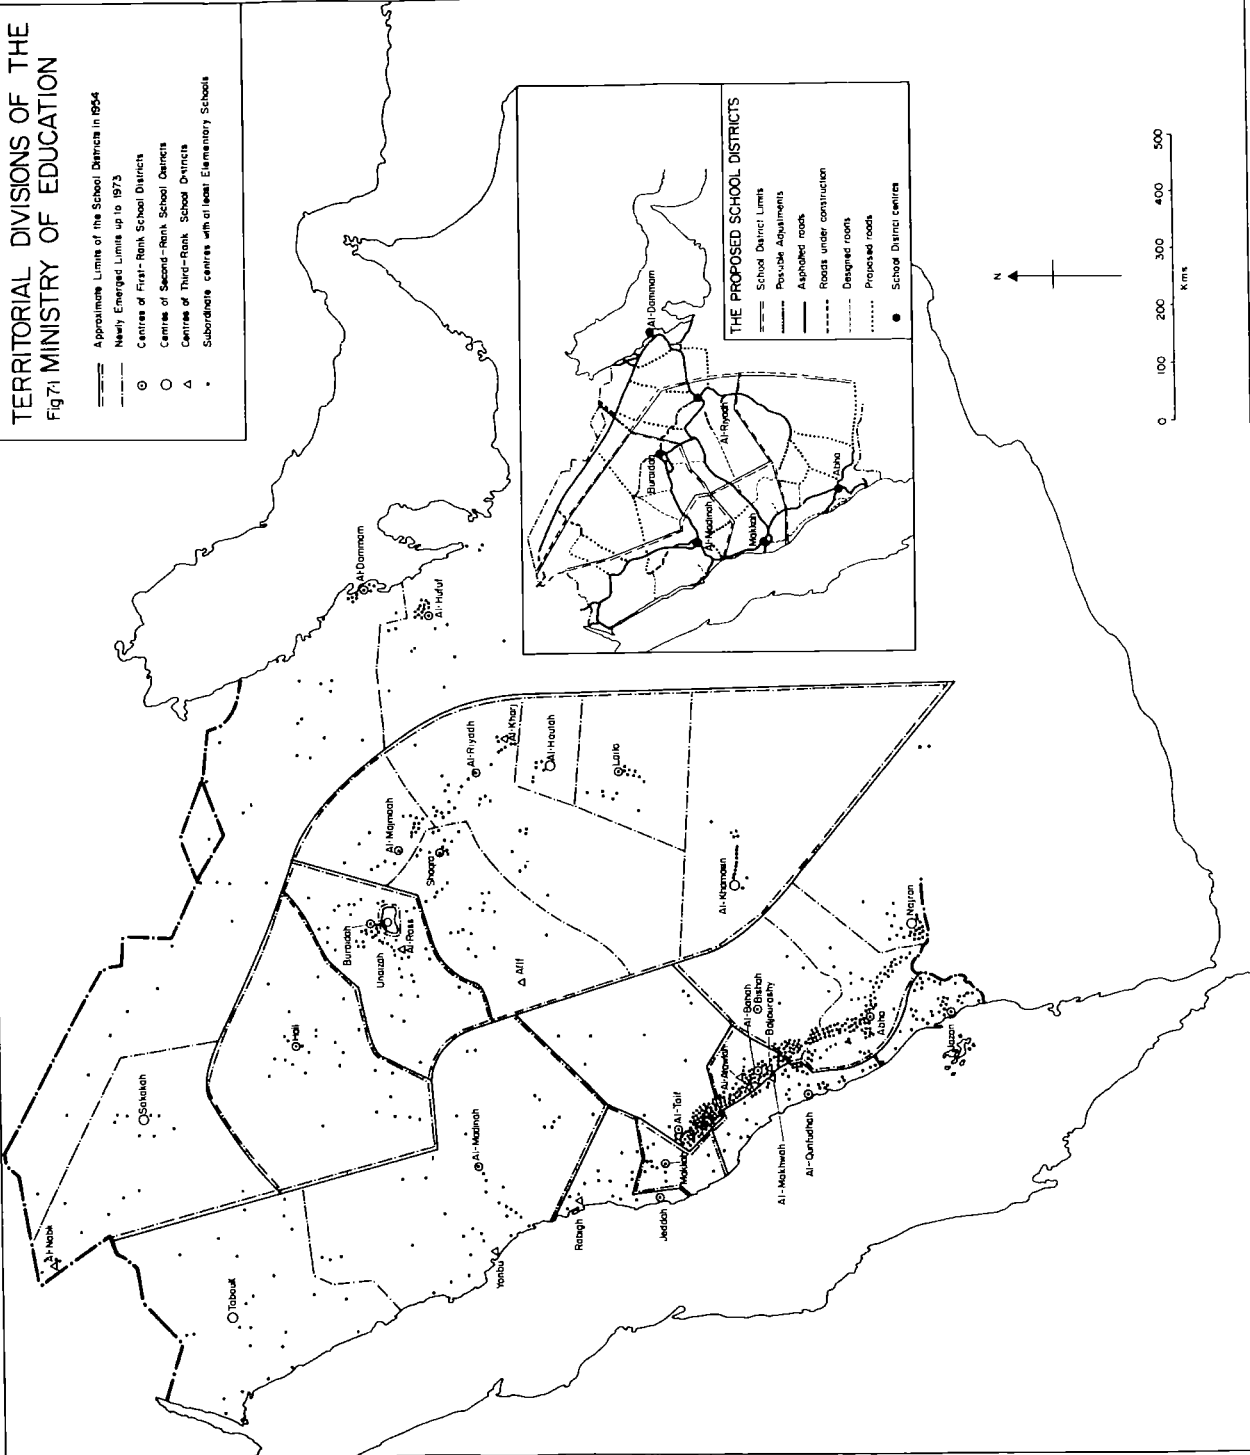 TERRITORIAL DIVISIONS OF THE
Fig 7·1 MINISTRY OF EDUCATION
Approximate Limits of the School Districts in 1954
Newly Emerged Limits up to 1973
Centres of First-Rank School Districts
Centres of Second-Rank School Districts
Centres of Third-Rank School Districts
Subordinate centres with at least Elementary Schools
Al-Nabk
Sakakah
Tabouk
Hail
Buraidah
Unaizah
Al-Rass
Al-Majmaah
Shaqra
Al-Riyadh
Al-Kharj
Al-Hautah
Laila
Al-Dammam
Al-Hufuf
Afif
Al-Madinah
Yanbu
Rabigh
Jeddah
Makkah
Al-Taif
Al-Bahah
Bishah
Baljourashy
Al-Makhwah
Al-Qunfudhah
Al-Khamasin
Najran
Abha
Jazan
THE PROPOSED SCHOOL DISTRICTS
School District Limits
Possible Adjustments
Asphalted roads
Roads under construction
Designed roads
Proposed roads
School District centres
Al-Dammam
Buraidah
Al-Riyadh
Al-Madinah
Makkah
Abha
N
0 100 200 300 400 500
Kms